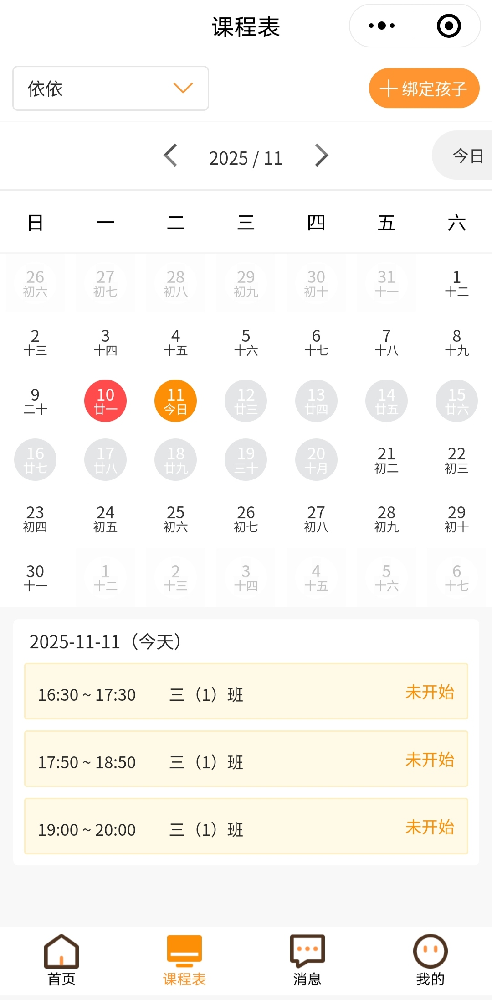 课程表
依依
绑定孩子
2025 / 11
今日
日 一 二 三 四 五 六
26 27 28 29 30 31 1
初六 初七 初八 初九 初十 十一 十二
2 3 4 5 6 7 8
十三 十四 十五 十六 十七 十八 十九
9 10 11 12 13 14 15
二十 廿一 今日 廿三 廿四 廿五 廿六
16 17 18 19 20 21 22
廿七 廿八 廿九 三十 十月 初二 初三
23 24 25 26 27 28 29
初四 初五 初六 初七 初八 初九 初十
30 1 2 3 4 5 6
十一 十二 十三 十四 十五 十六 十七
2025-11-11（今天）
16:30 ~ 17:30 三（1）班 未开始
17:50 ~ 18:50 三（1）班 未开始
19:00 ~ 20:00 三（1）班 未开始
首页 课程表 消息 我的